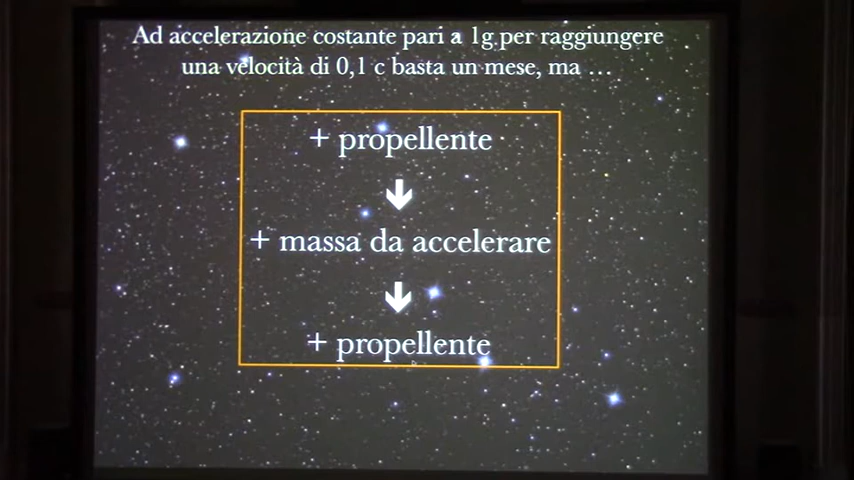 Ad accelerazione costante pari a 1g per raggiungere
una velocità di 0,1 c basta un mese, ma …
+ propellente
+ massa da accelerare
+ propellente